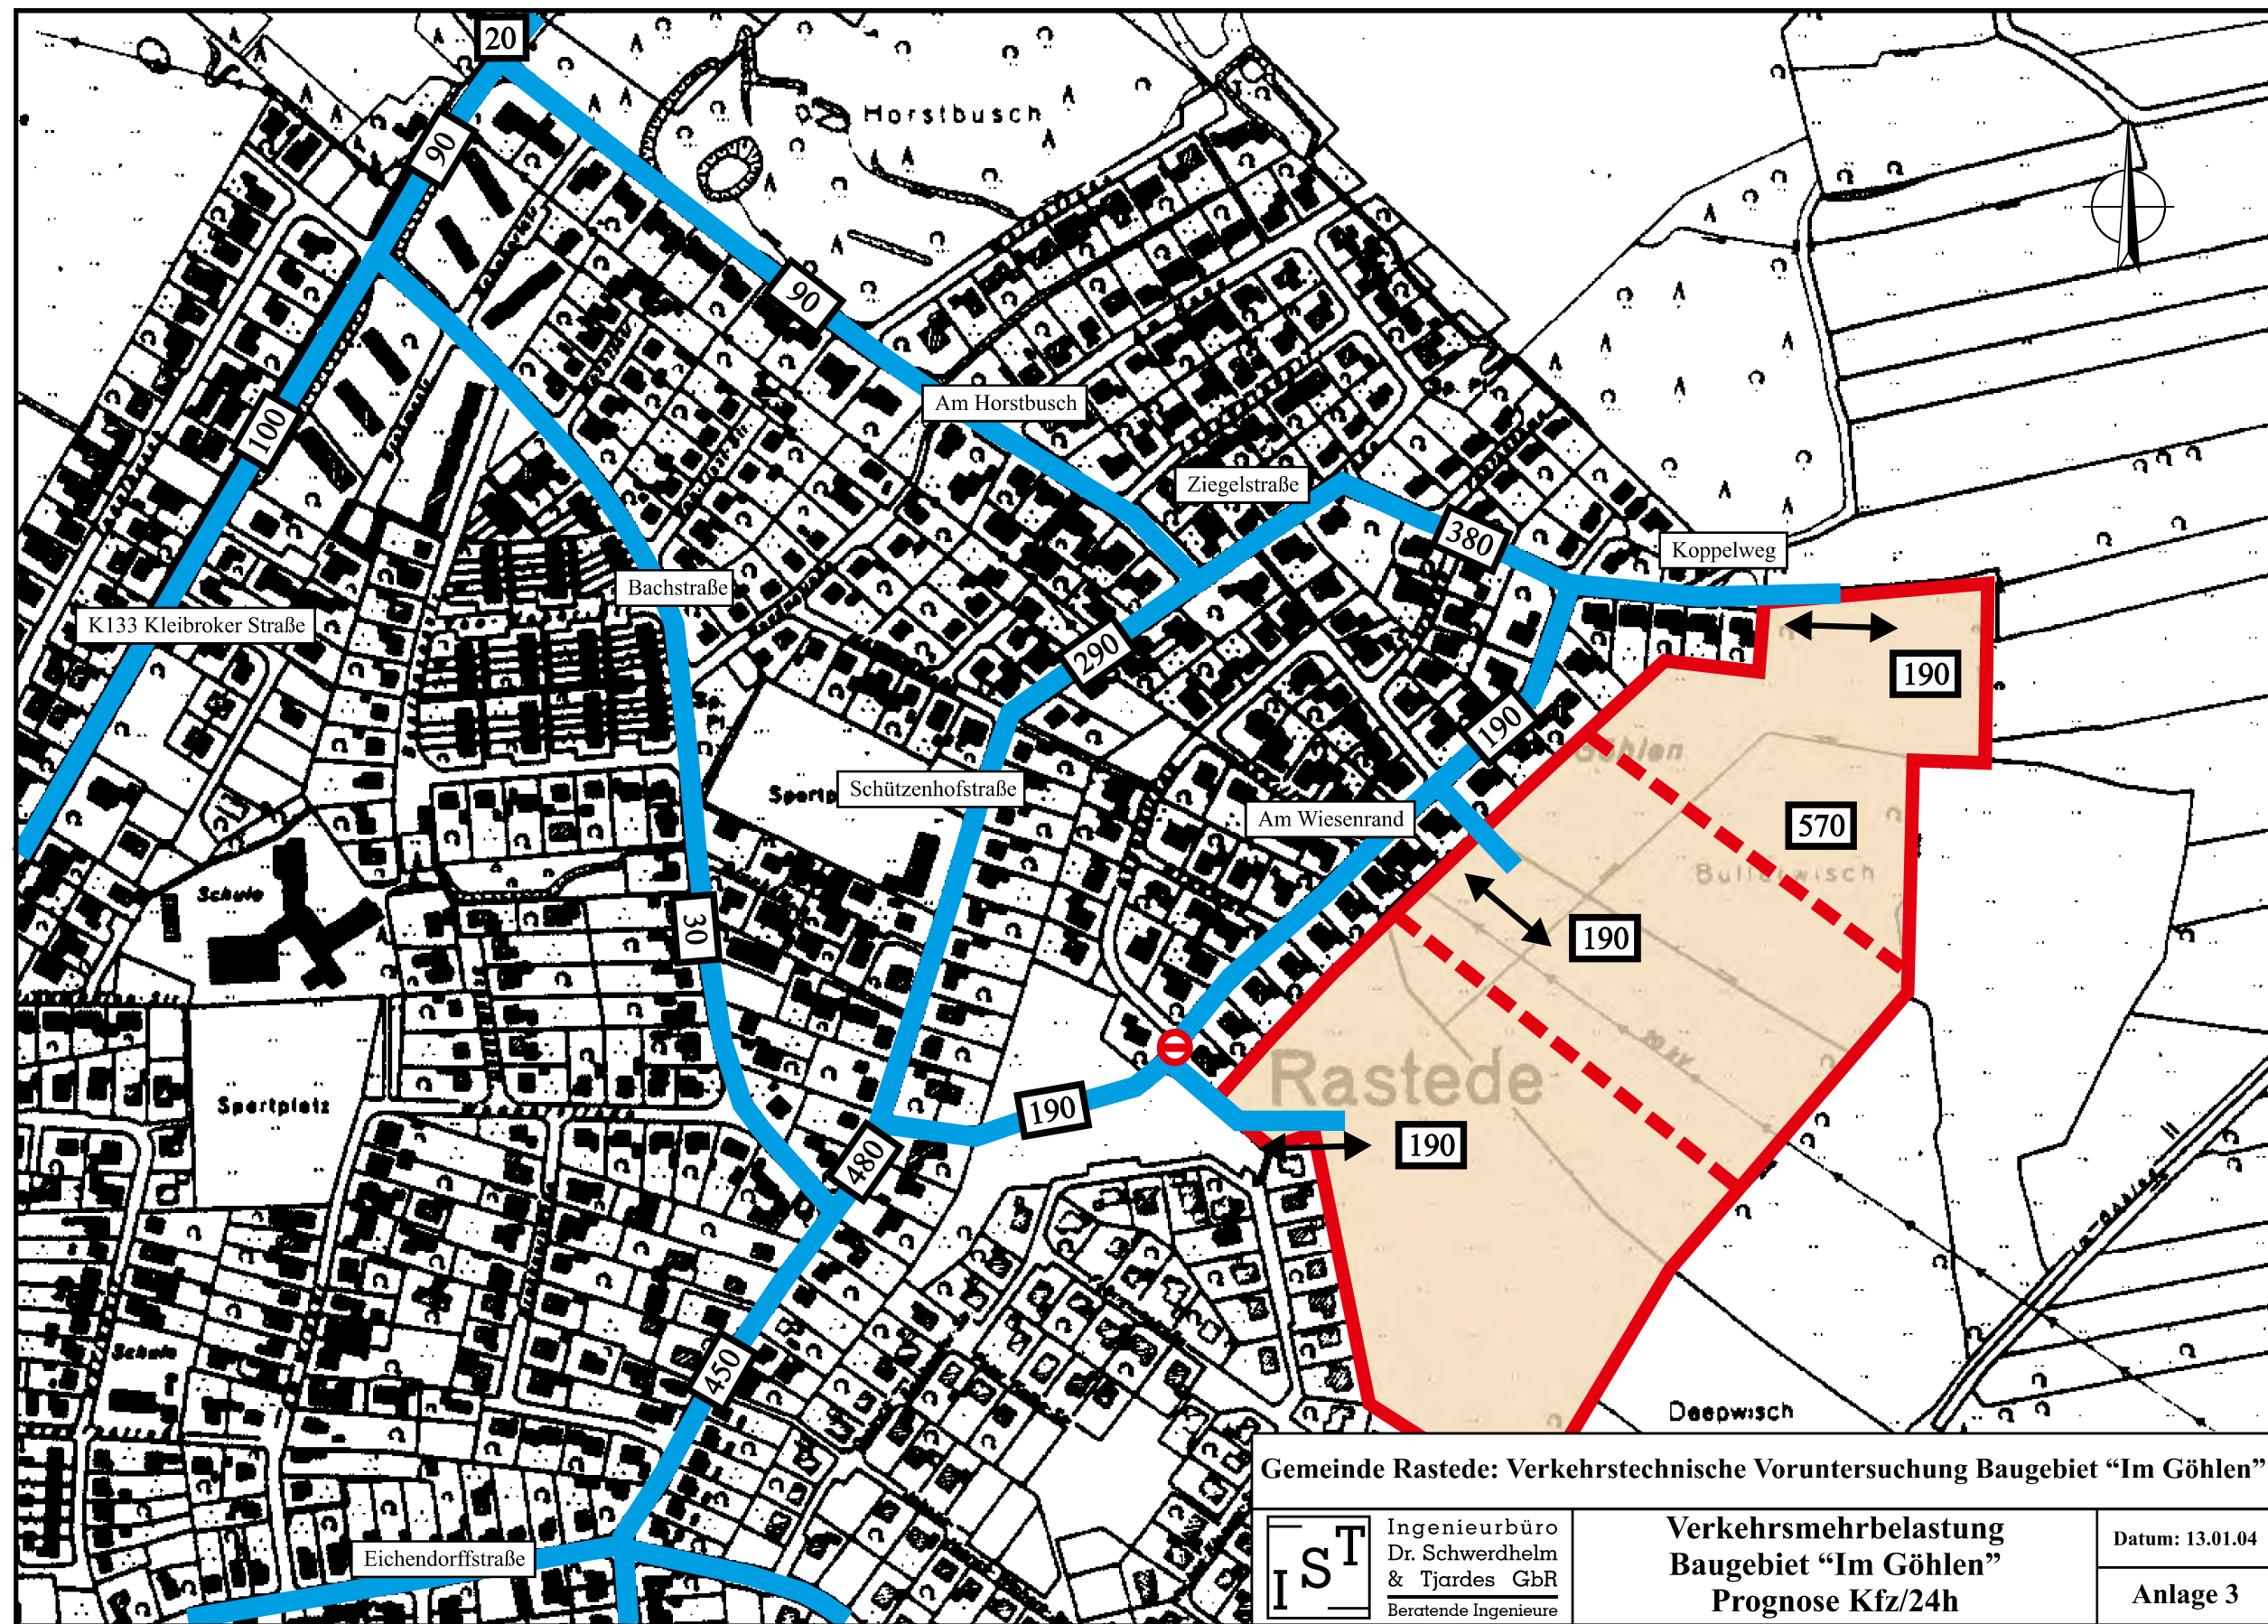 20
90
Horstbusch
90
100
Am Horstbusch
Ziegelstraße
380
Koppelweg
Bachstraße
K133 Kleibroker Straße
290
190
190
Göhlen
Sportp
Schützenhofstraße
Am Wiesenrand
570
Schule
30
190
20 kV
Rastede
Sportplatz
190
480
190
Schule
450
Deepwisch
Eichendorffstraße
Gemeinde Rastede: Verkehrstechnische Voruntersuchung Baugebiet “Im Göhlen”
IST
Ingenieurbüro
Dr. Schwerdhelm
& Tjardes GbR
Beratende Ingenieure
Verkehrsmehrbelastung
Baugebiet “Im Göhlen”
Prognose Kfz/24h
Datum: 13.01.04
Anlage 3